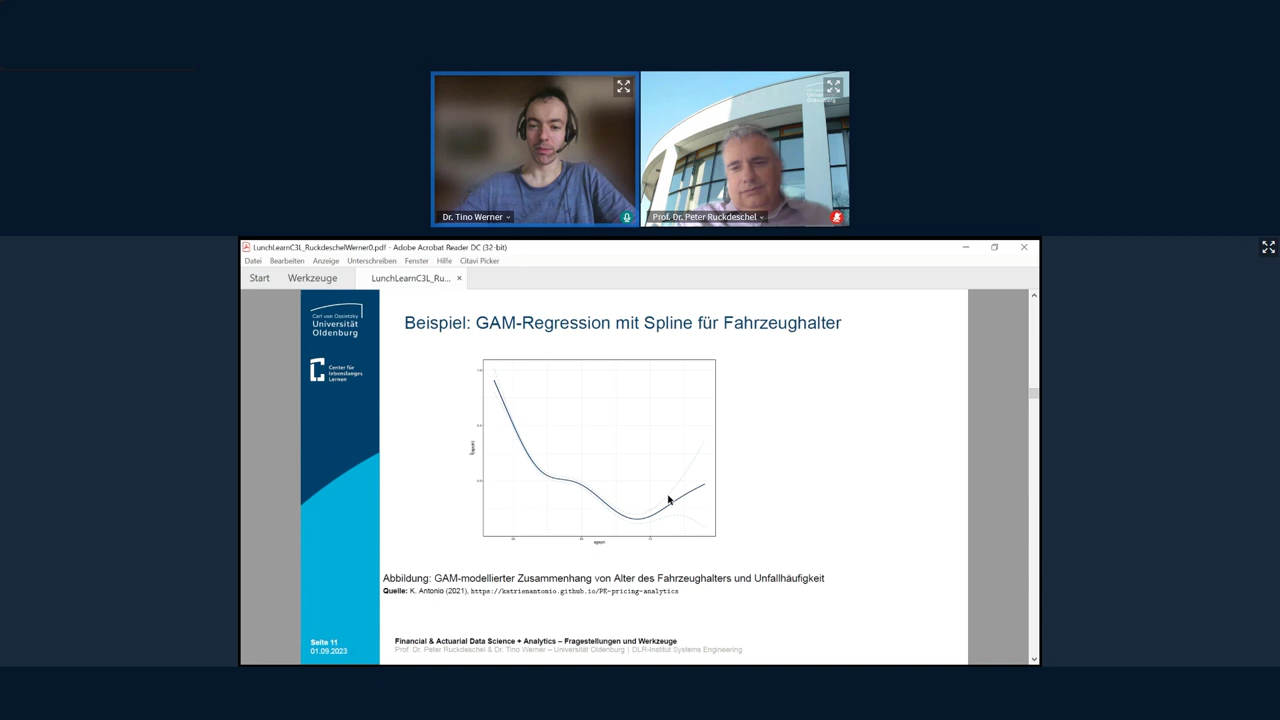 Universität
Oldenburg
Dr. Tino Werner
Prof. Dr. Peter Ruckdeschel
LunchLearnC3L_RuckdeschelWerner0.pdf - Adobe Acrobat Reader DC (32-bit)
Datei Bearbeiten Anzeige Unterschreiben Fenster Hilfe Citavi Picker
Start Werkzeuge LunchLearnC3L_Ru... ×
Carl von Ossietzky
Universität
Oldenburg
Center für
lebenslanges
Lernen
Beispiel: GAM-Regression mit Spline für Fahrzeughalter
ageph
Abbildung: GAM-modellierter Zusammenhang von Alter des Fahrzeughalters und Unfallhäufigkeit
Quelle: K. Antonio (2021), https://katrienantonio.github.io/PE-pricing-analytics
Seite 11
01.09.2023
Financial & Actuarial Data Science + Analytics – Fragestellungen und Werkzeuge
Prof. Dr. Peter Ruckdeschel & Dr. Tino Werner – Universität Oldenburg | DLR-Institut Systems Engineering